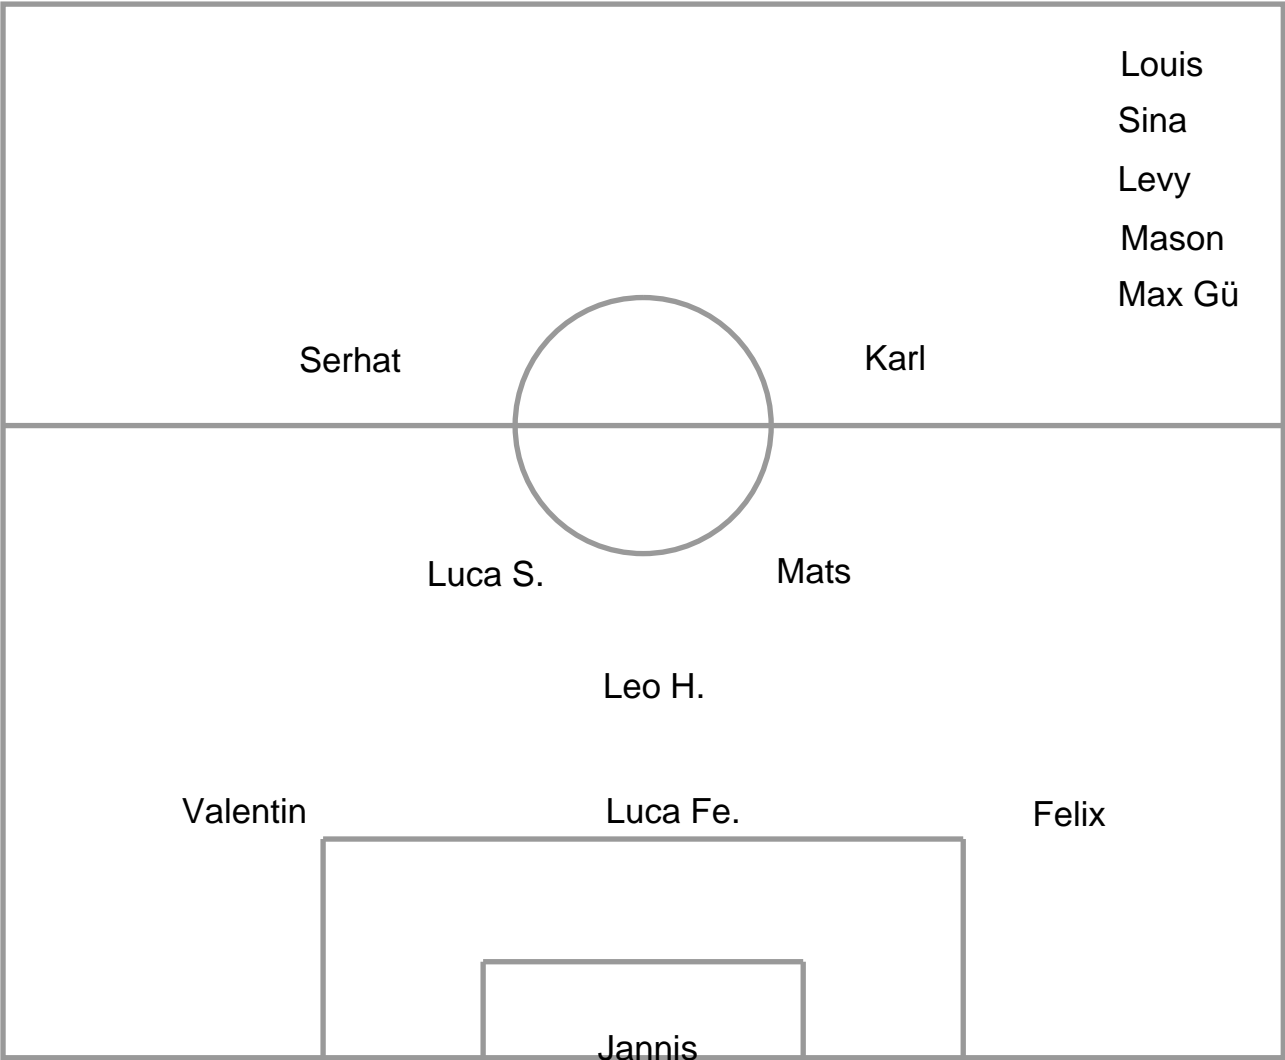 Louis
Sina
Levy
Mason
Max Gü
Serhat
Karl
Luca S.
Mats
Leo H.
Valentin
Luca Fe.
Felix
Jannis